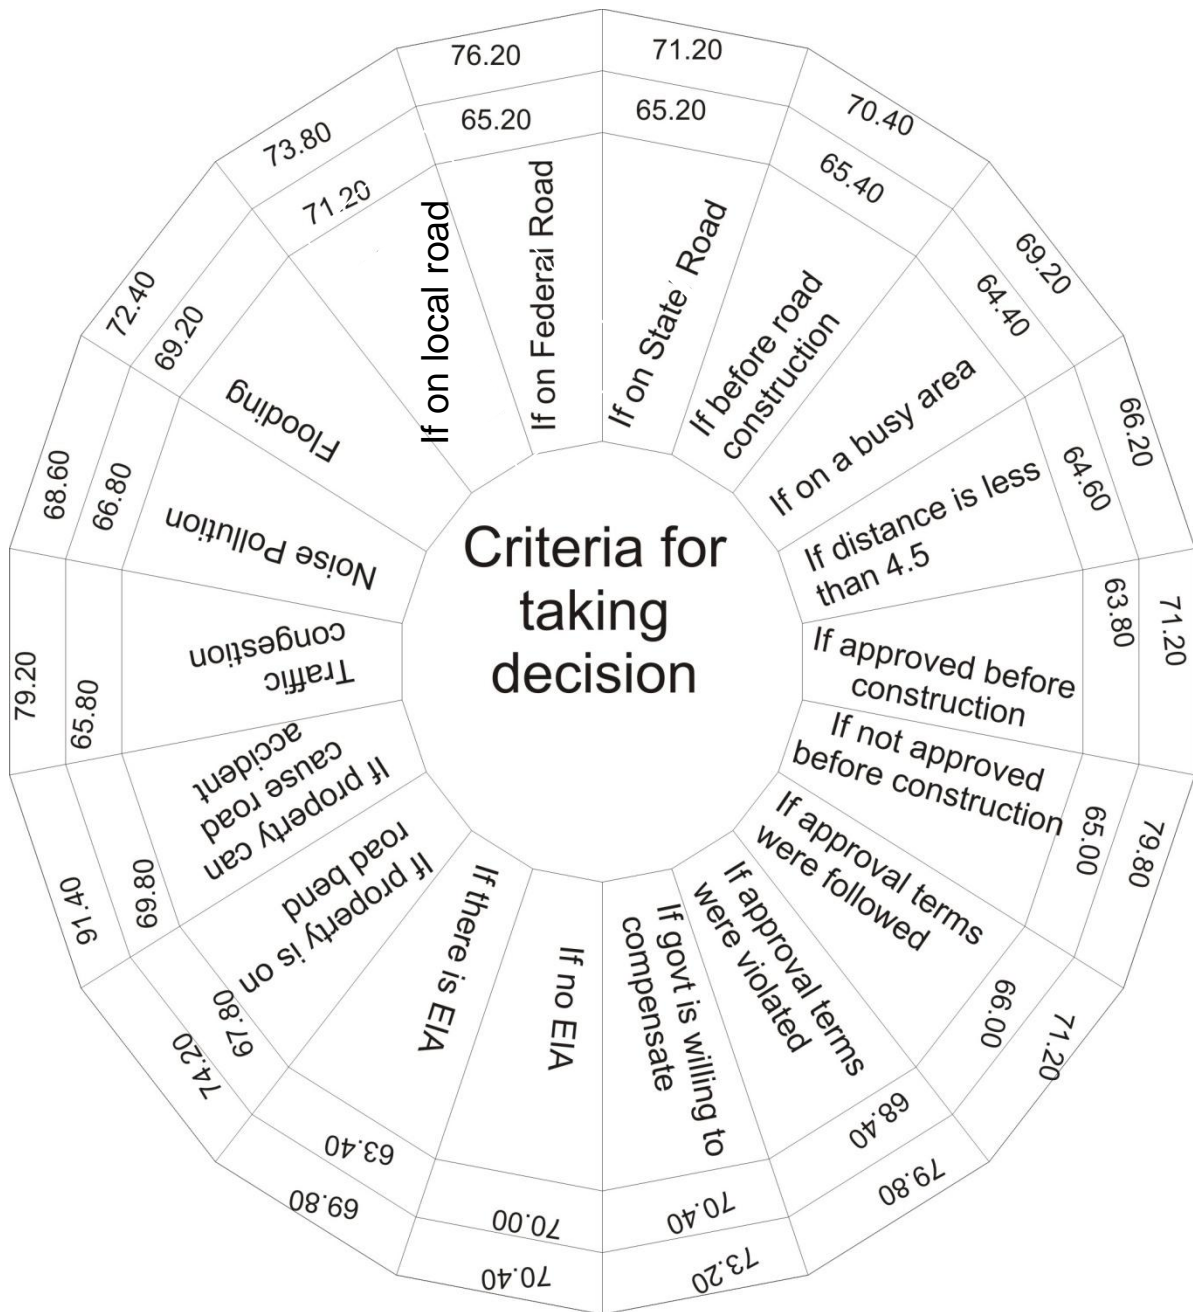 Criteria for
taking
decision
76.20
65.20
If on Federal Road
71.20
65.20
If on State Road
70.40
65.40
If before road
construction
69.20
64.40
If on a busy area
66.20
64.60
If distance is less
than 4.5
71.20
63.80
If approved before
construction
79.80
65.00
If not approved
before construction
71.20
66.00
If approval terms
were followed
79.80
68.40
If approval terms
were violated
73.20
70.40
If govt is willing to
compensate
70.40
70.00
If no EIA
69.80
63.40
If there is EIA
74.20
67.80
If property is on
road bend
91.40
69.80
If property can
cause road
accident
79.20
65.80
Traffic
congestion
68.60
66.80
Noise Pollution
72.40
69.20
Flooding
73.80
71.20
If on local road